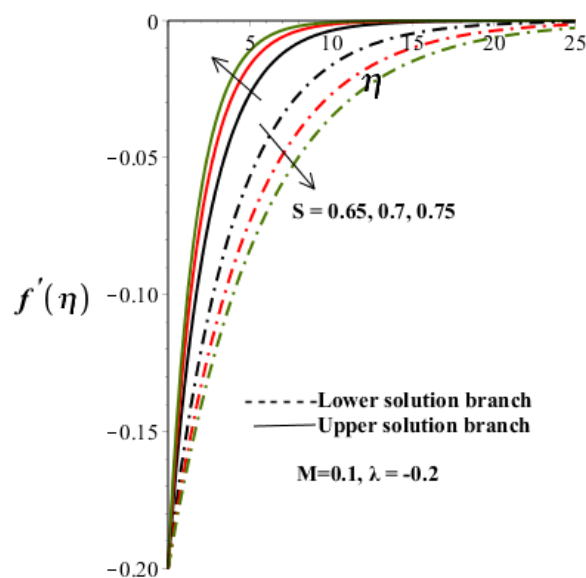 0
5
10
15
20
25
η
−0.05
S = 0.65, 0.7, 0.75
−0.10
f'(η)
Lower solution branch
Upper solution branch
−0.15
M=0.1, λ = -0.2
−0.20